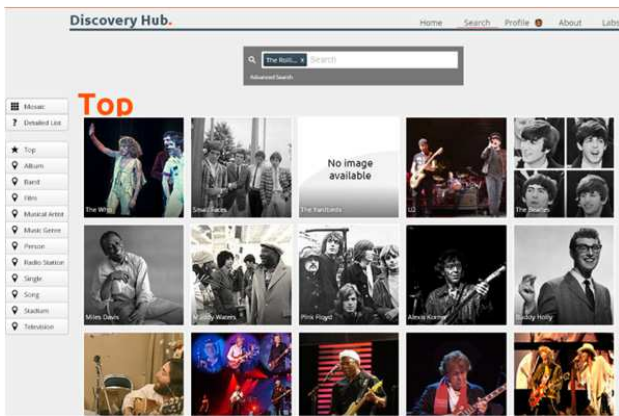 Discovery Hub.
Home Search Profile About Labs
The Rolli... x Search
Advanced Search
Top
Mosaic
Detailed List
Top
Album
Band
Film
Musical Artist
Music Genre
Person
Radio Station
Single
Song
Stadium
Television
The Who
Small Faces
No image
available
The Yardbirds
U2
The Beatles
Miles Davis
Muddy Waters
Pink Floyd
Alexis Korner
Buddy Holly